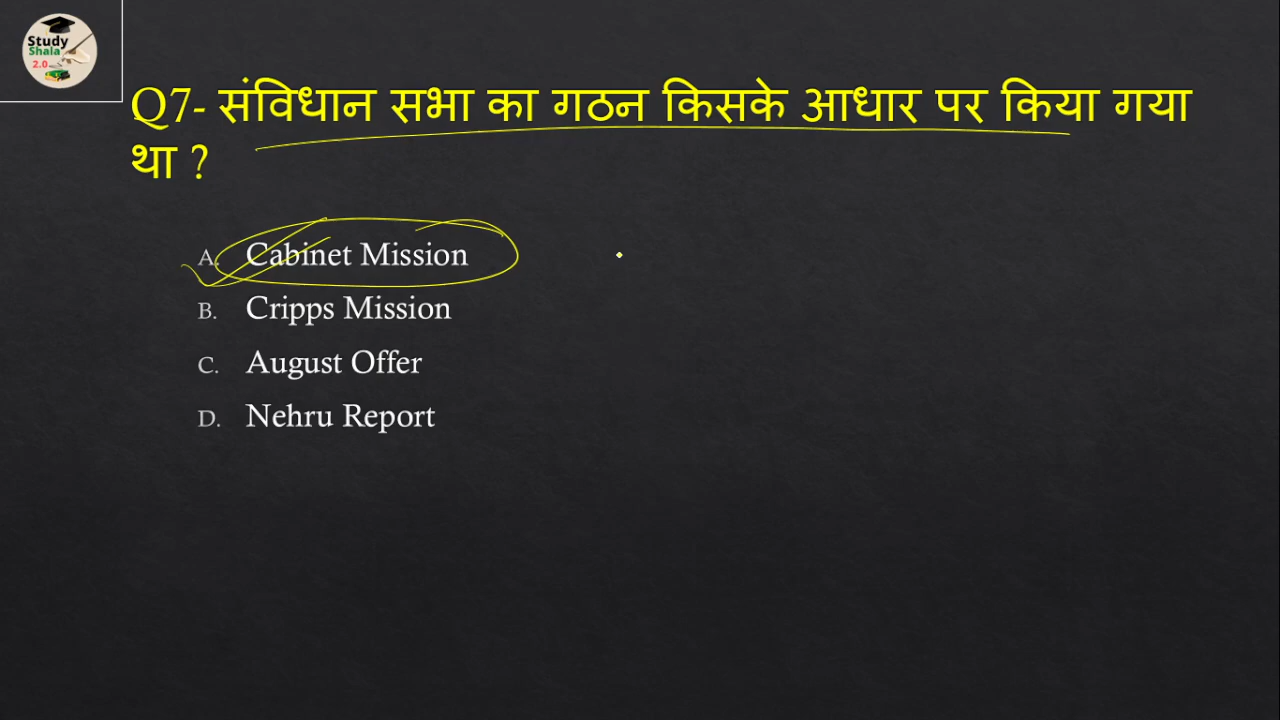 Study
Shala
2.0
Q7- संविधान सभा का गठन किसके आधार पर किया गया
था ?
A. Cabinet Mission
B. Cripps Mission
C. August Offer
D. Nehru Report